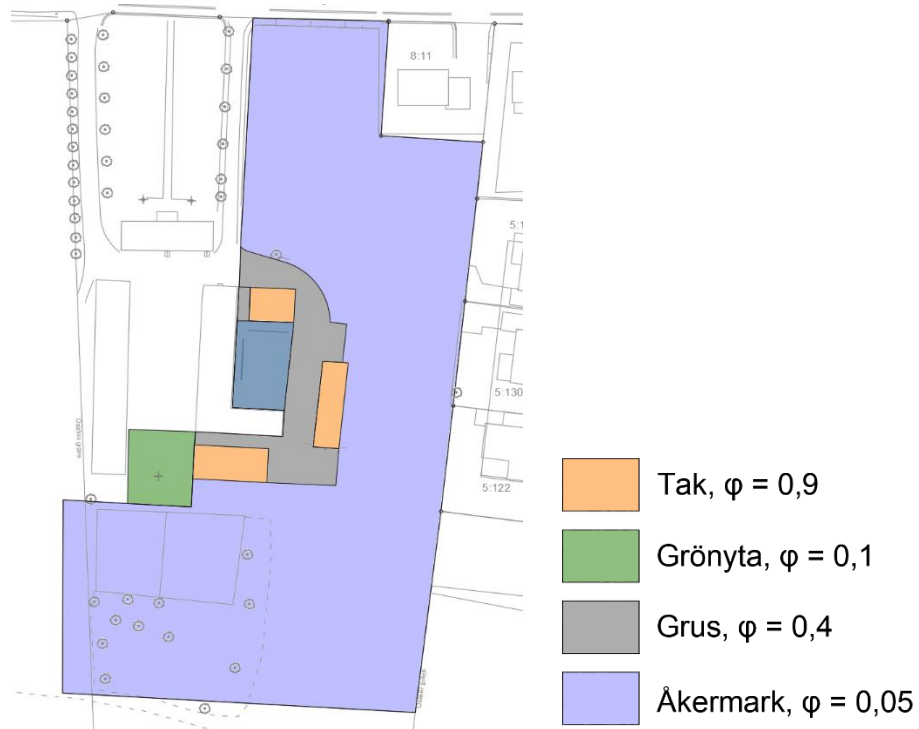 8:11
5:1
5:130
5:122
Tak, φ = 0,9
Grönyta, φ = 0,1
Grus, φ = 0,4
Åkermark, φ = 0,05